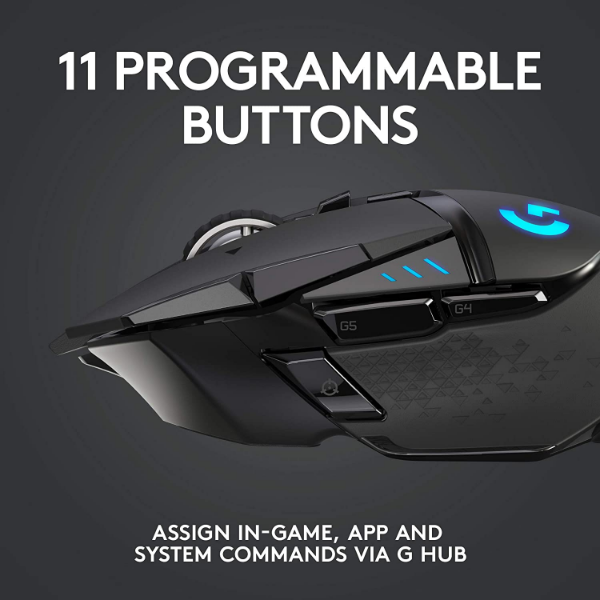 11 PROGRAMMABLE
BUTTONS
G5
G4
ASSIGN IN-GAME, APP AND
SYSTEM COMMANDS VIA G HUB